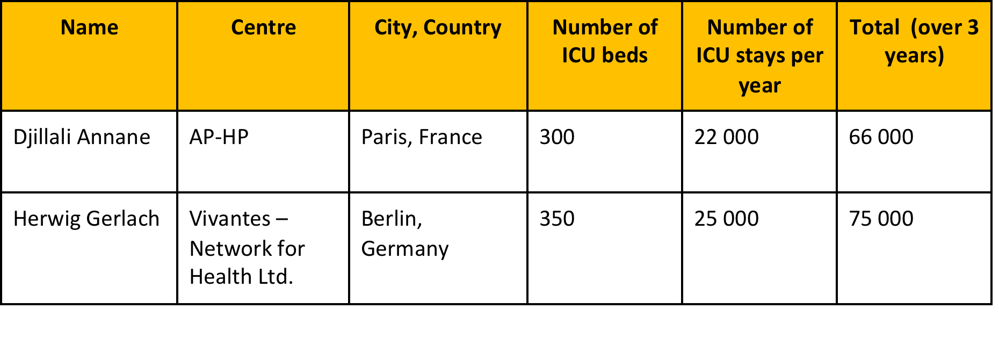 Name
Centre
City, Country
Number of
ICU beds
Number of
ICU stays per
year
Total  (over 3
years)
Djillali Annane
AP-HP
Paris, France
300
22 000
66 000
Herwig Gerlach
Vivantes –
Network for
Health Ltd.
Berlin,
Germany
350
25 000
75 000